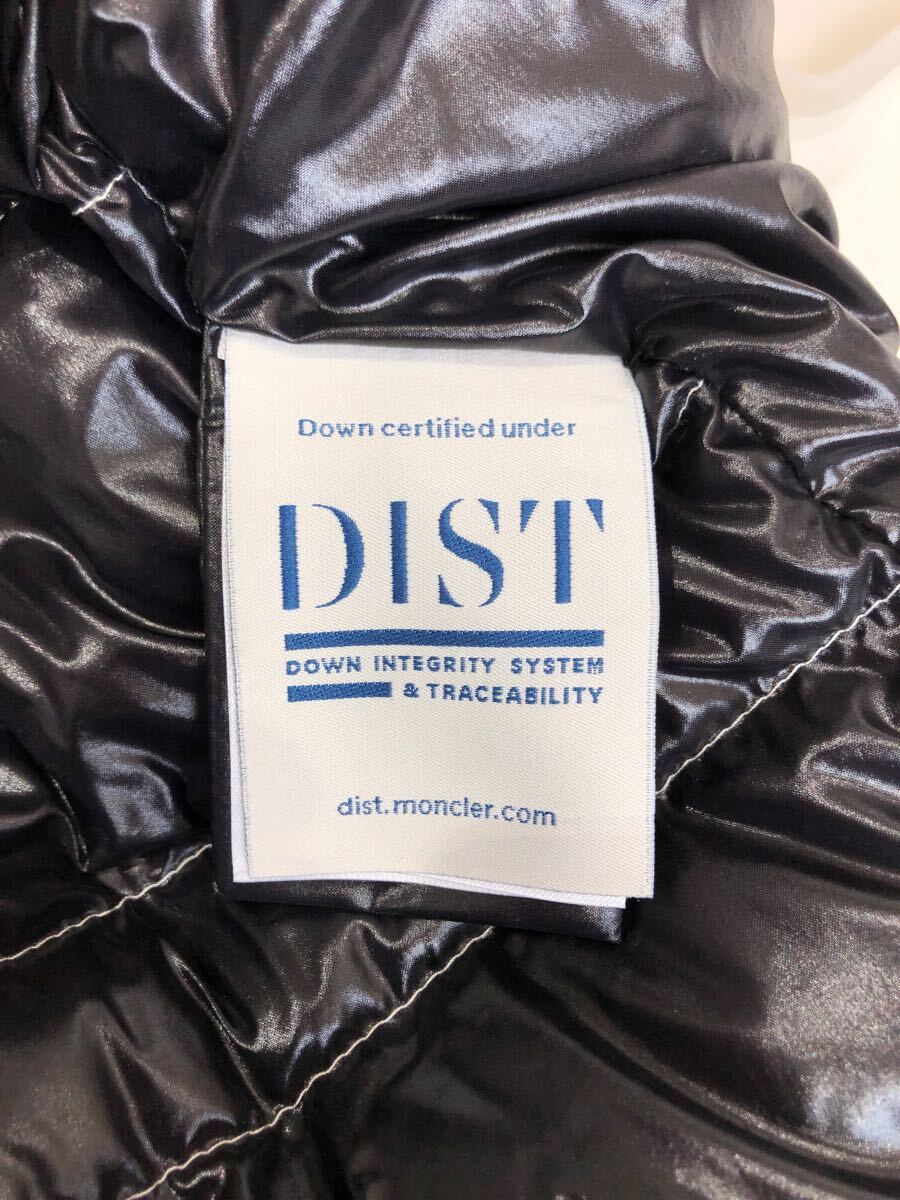 Down certified under
DIST
DOWN INTEGRITY SYSTEM
& TRACEABILITY
dist.moncler.com